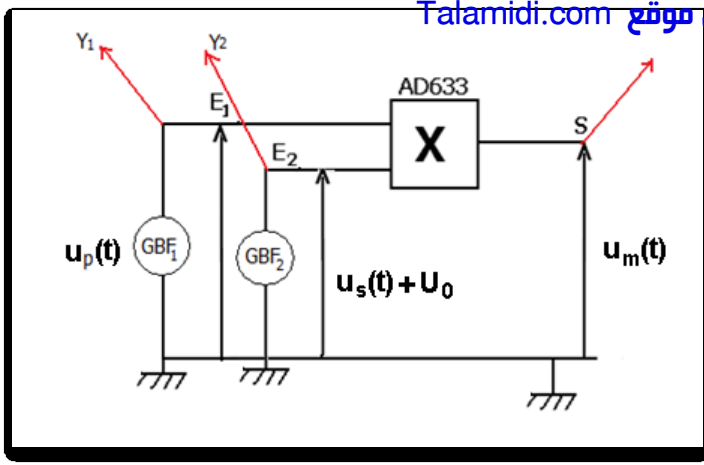 Talamidi.com موقع
Y1
Y2
AD633
E1
X
S
E2
up(t)
GBF1
GBF2
us(t)+U0
um(t)